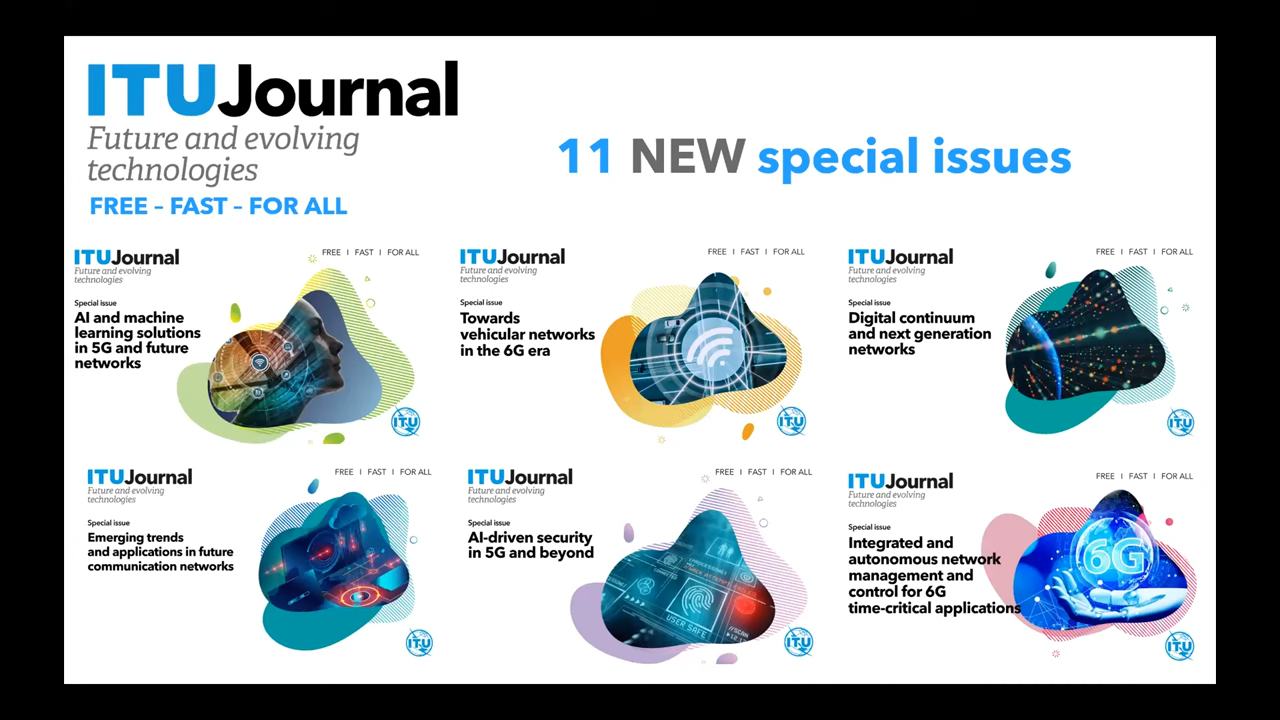 ITUJournal
Future and evolving
technologies
FREE – FAST – FOR ALL
11 NEW special issues
ITUJournal
Future and evolving
technologies
FREE I FAST I FOR ALL
Special issue
AI and machine
learning solutions
in 5G and future
networks
ITU
ITUJournal
Future and evolving
technologies
FREE I FAST I FOR ALL
Special issue
Towards
vehicular networks
in the 6G era
ITU
ITUJournal
Future and evolving
technologies
FREE I FAST I FOR ALL
Special issue
Digital continuum
and next generation
networks
ITU
ITUJournal
Future and evolving
technologies
FREE I FAST I FOR ALL
Special issue
Emerging trends
and applications in future
communication networks
ITU
ITUJournal
Future and evolving
technologies
FREE I FAST I FOR ALL
Special issue
AI-driven security
in 5G and beyond
USER SAFE
ITU
ITUJournal
Future and evolving
technologies
FREE I FAST I FOR ALL
Special issue
Integrated and
autonomous network
management and
control for 6G
time-critical applications
6G
ITU